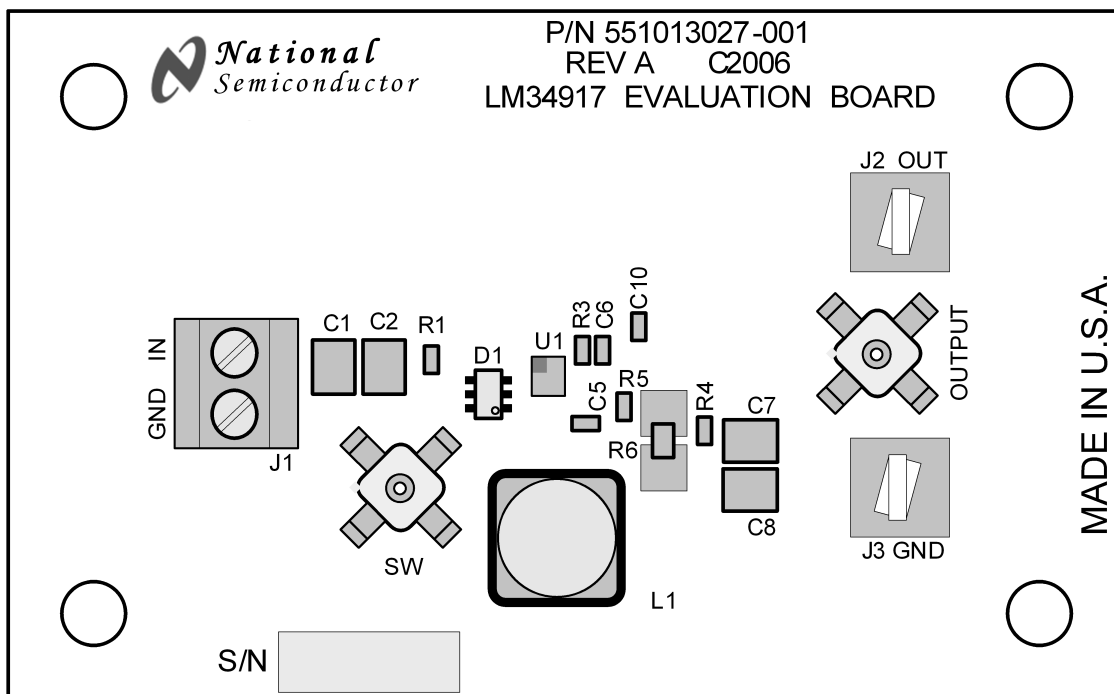 National
Semiconductor
P/N 551013027-001
REV A C2006
LM34917 EVALUATION BOARD
J2 OUT
C10
C1
C2
R1
D1
U1
R3
C6
IN
GND
J1
R5
C5
R4
C7
R6
C8
OUTPUT
MADE IN U.S.A.
SW
L1
J3 GND
S/N